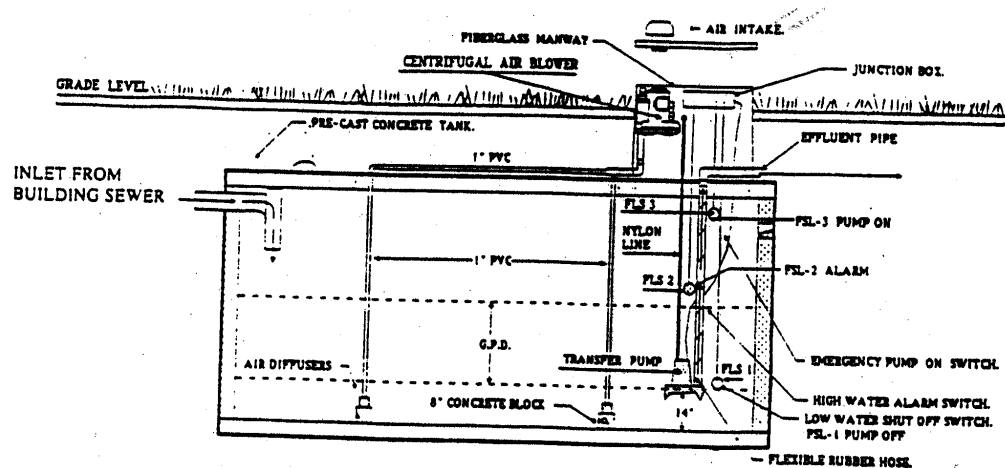 AIR INTAKE.
FIBERGLASS MANWAY
CENTRIFUGAL AIR BLOWER
JUNCTION BOX.
GRADE LEVEL
PRE-CAST CONCRETE TANK.
EFFLUENT PIPE
1" PVC
INLET FROM
BUILDING SEWER
FLS 3
FSL-3 PUMP ON
NYLON
LINE
1" PVC
FSL-2 ALARM
FLS 2
G.P.D.
TRANSFER PUMP
EMERGENCY PUMP ON SWITCH.
AIR DIFFUSERS
FLS
HIGH WATER ALARM SWITCH.
8" CONCRETE BLOCK
14"
LOW WATER SHUT OFF SWITCH.
FSL-1 PUMP OFF
FLEXIBLE RUBBER HOSE.